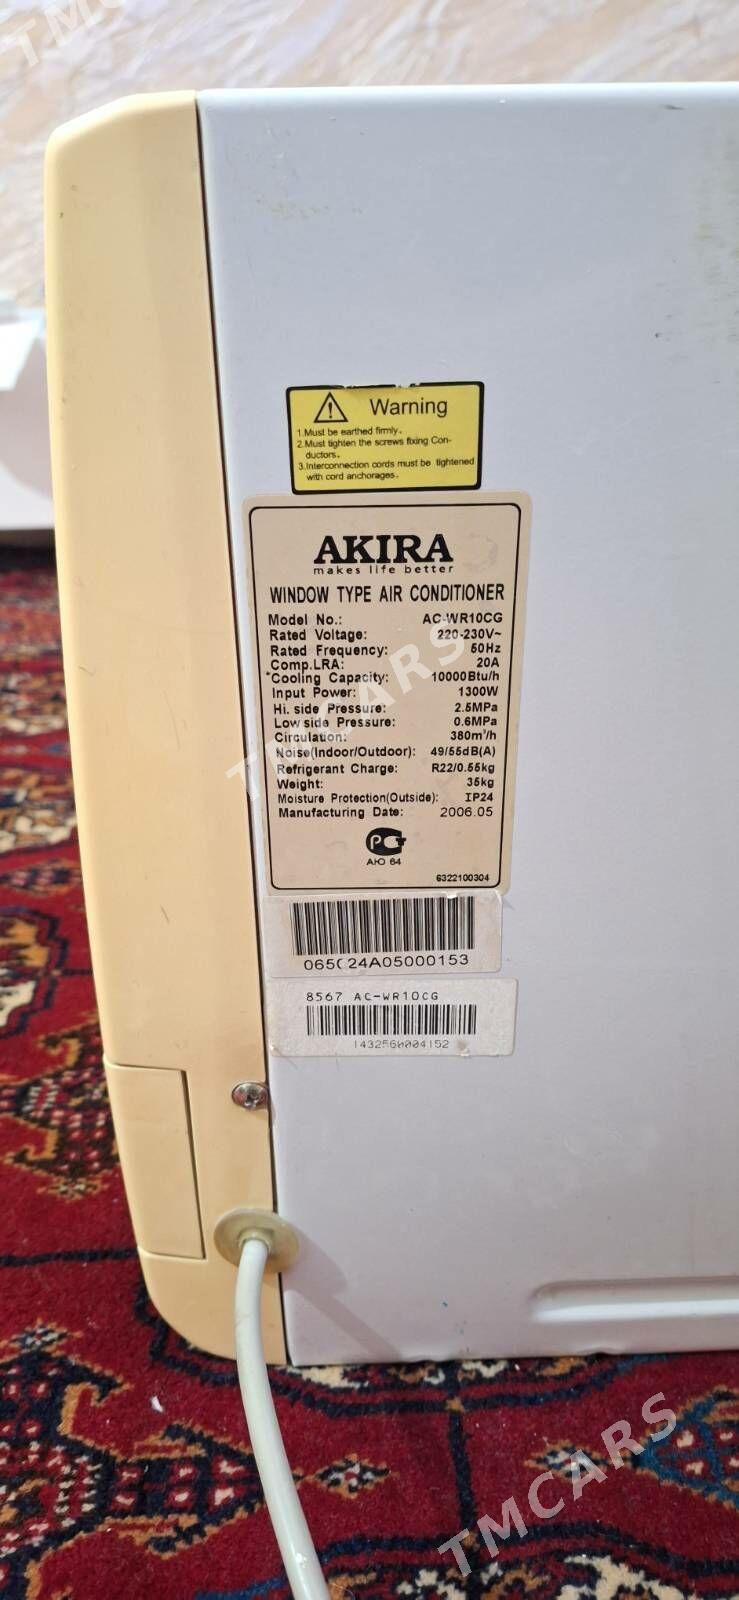 TMCARS
Warning
1.Must be earthed firmly.
2.Must tighten the screws fixing Con-
ductors.
3.Interconnection cords must be tightened
with cord anchorages.
AKIRA
makes life better
WINDOW TYPE AIR CONDITIONER
Model No.: AC-WR10CG
Rated Voltage: 220-230V~
Rated Frequency: 50Hz
Comp.LRA: 20A
Cooling Capacity: 10000Btu/h
Input Power: 1300W
Hi. side Pressure: 2.5MPa
Low side Pressure: 0.6MPa
Circulation: 380m³/h
Noise(Indoor/Outdoor): 49/55dB(A)
Refrigerant Charge: R22/0.55kg
Weight: 35kg
Moisture Protection(Outside): IP24
Manufacturing Date: 2006.05
РСТ
АЮ 64
6322100304
8567 AC-WR10CG
TMCARS
TMCARS